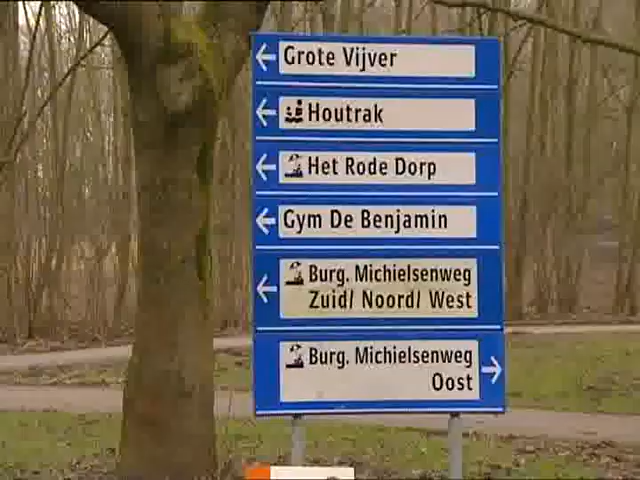 Grote Vijver
Houtrak
Het Rode Dorp
Gym De Benjamin
Burg. Michielsenweg
Zuid/ Noord/ West
Burg. Michielsenweg
Oost